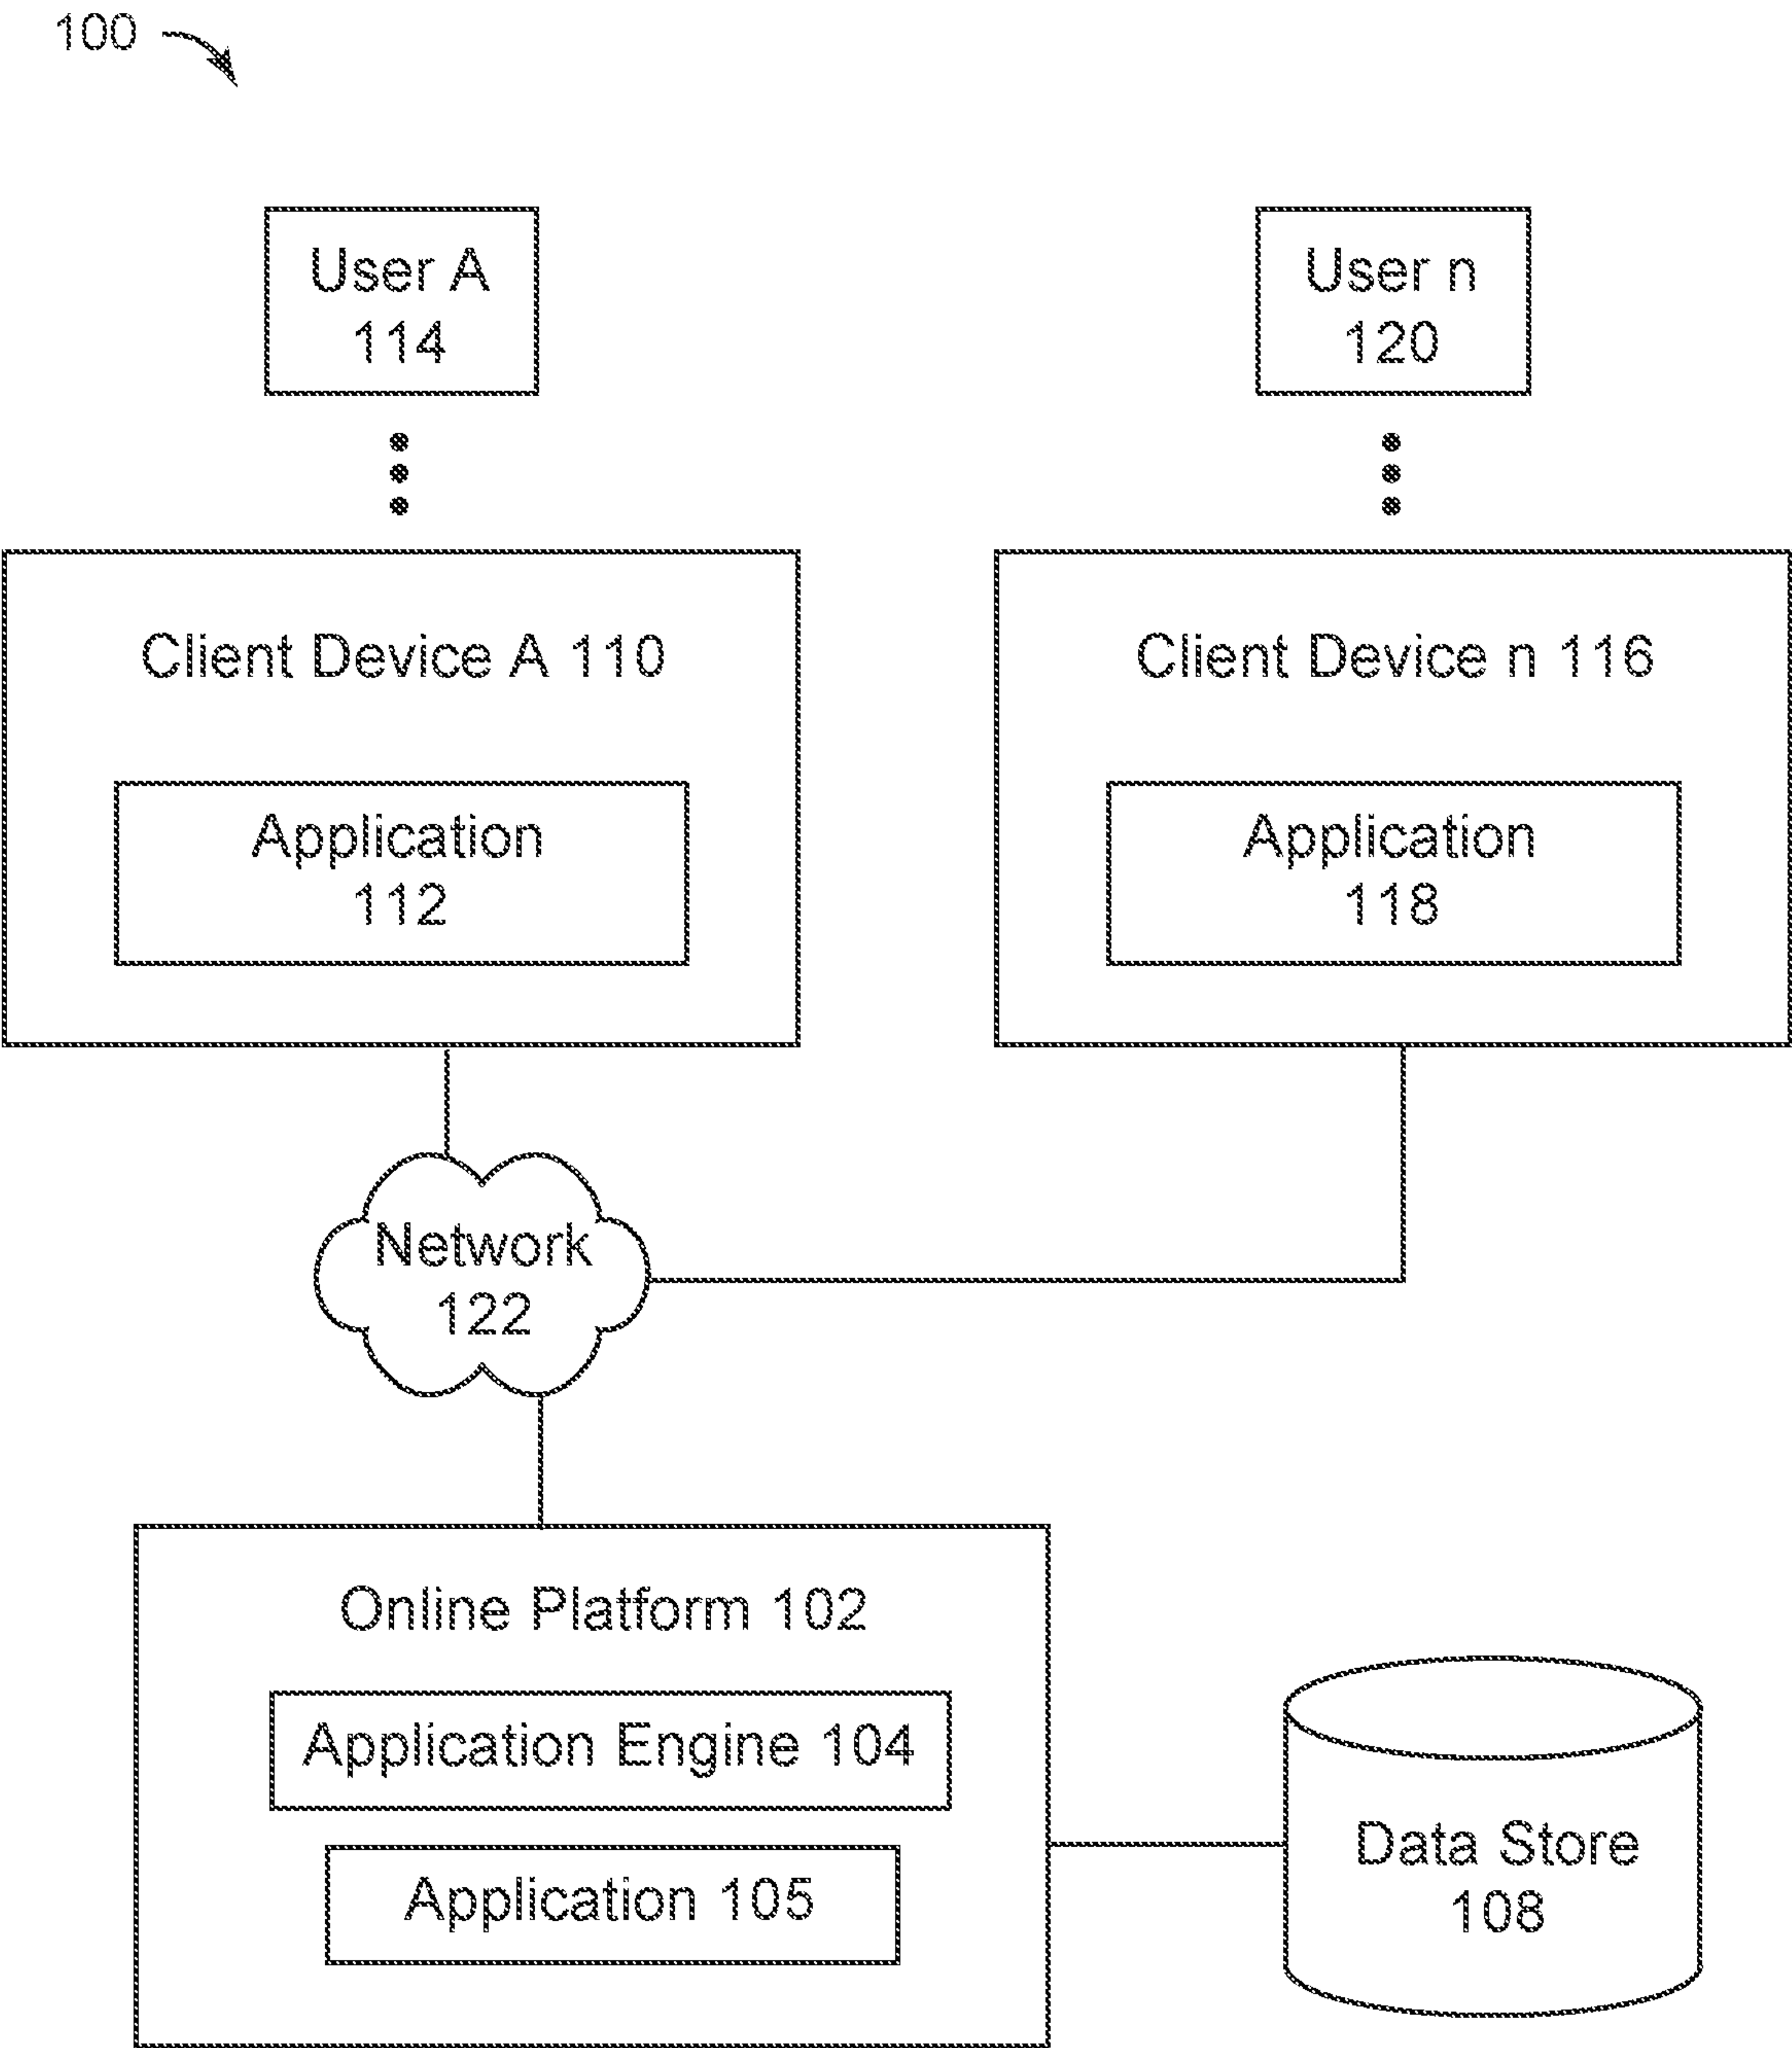 100
User A
114
User n
120
Client Device A 110
Client Device n 116
Application
112
Application
118
Network
122
Online Platform 102
Application Engine 104
Application 105
Data Store
108